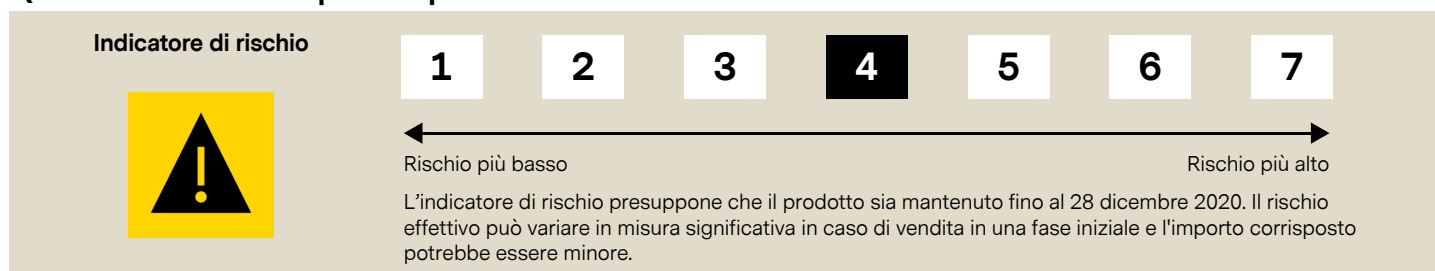 Indicatore di rischio
1 2 3 4 5 6 7
Rischio più basso
Rischio più alto
L'indicatore di rischio presuppone che il prodotto sia mantenuto fino al 28 dicembre 2020. Il rischio
effettivo può variare in misura significativa in caso di vendita in una fase iniziale e l'importo corrisposto
potrebbe essere minore.